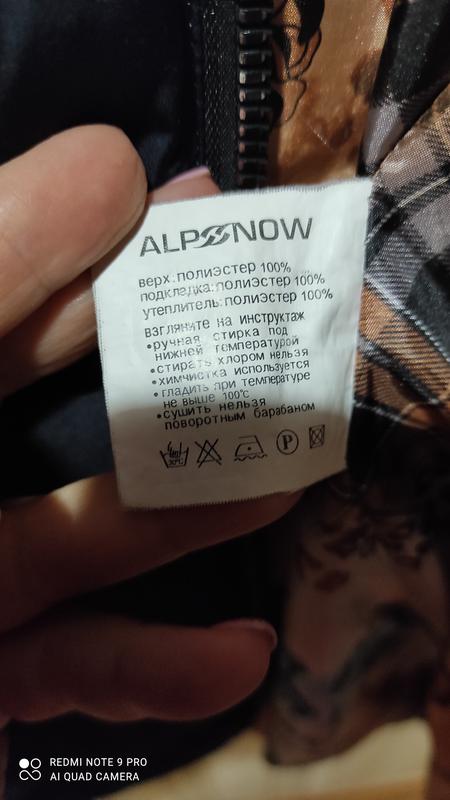 ALPSNOW
верх:полиэстер 100%
подкладка:полиэстер 100%
утеплитель:полиэстер 100%
взгляните на инструктаж
•ручная стирка под
нижней температурой
•стирать хлором нельзя
•химчистка используется
•гладить при температуре
не выше 100°c
•сушить нельзя
поворотным барабаном
30°C
P
REDMI NOTE 9 PRO
AI QUAD CAMERA